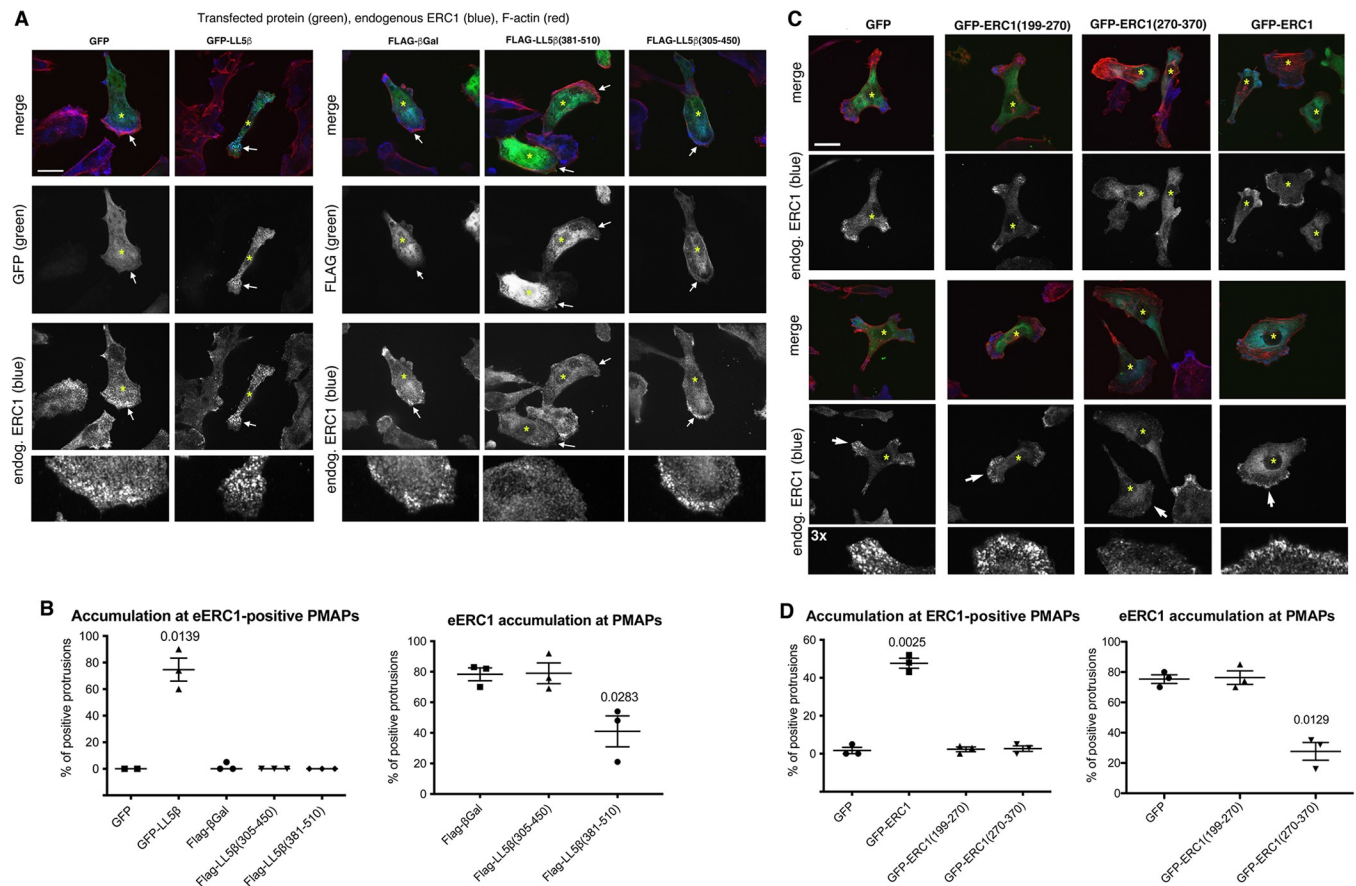 A
Transfected protein (green), endogenous ERC1 (blue), F-actin (red)
GFP
GFP-LL5β
FLAG-βGal
FLAG-LL5β(381-510)
FLAG-LL5β(305-450)
merge
GFP (green)
FLAG (green)
endog. ERC1 (blue)
endog. ERC1 (blue)
B
Accumulation at eERC1-positive PMAPs
% of positive protrusions
100
80
60
40
20
0
0.0139
GFP
GFP-LL5β
Flag-βGal
Flag-LL5β(305-450)
Flag-LL5β(381-510)
eERC1 accumulation at PMAPs
% of positive protrusions
100
80
60
40
20
0
0.0283
Flag-βGal
Flag-LL5β(305-450)
Flag-LL5β(381-510)
C
GFP
GFP-ERC1(199-270)
GFP-ERC1(270-370)
GFP-ERC1
merge
endog. ERC1 (blue)
merge
endog. ERC1 (blue)
3x
D
Accumulation at ERC1-positive PMAPs
% of positive protrusions
60
40
20
0
0.0025
GFP
GFP-ERC1
GFP-ERC1(199-270)
GFP-ERC1(270-370)
eERC1 accumulation at PMAPs
% of positive protrusions
100
80
60
40
20
0
0.0129
GFP
GFP-ERC1(199-270)
GFP-ERC1(270-370)